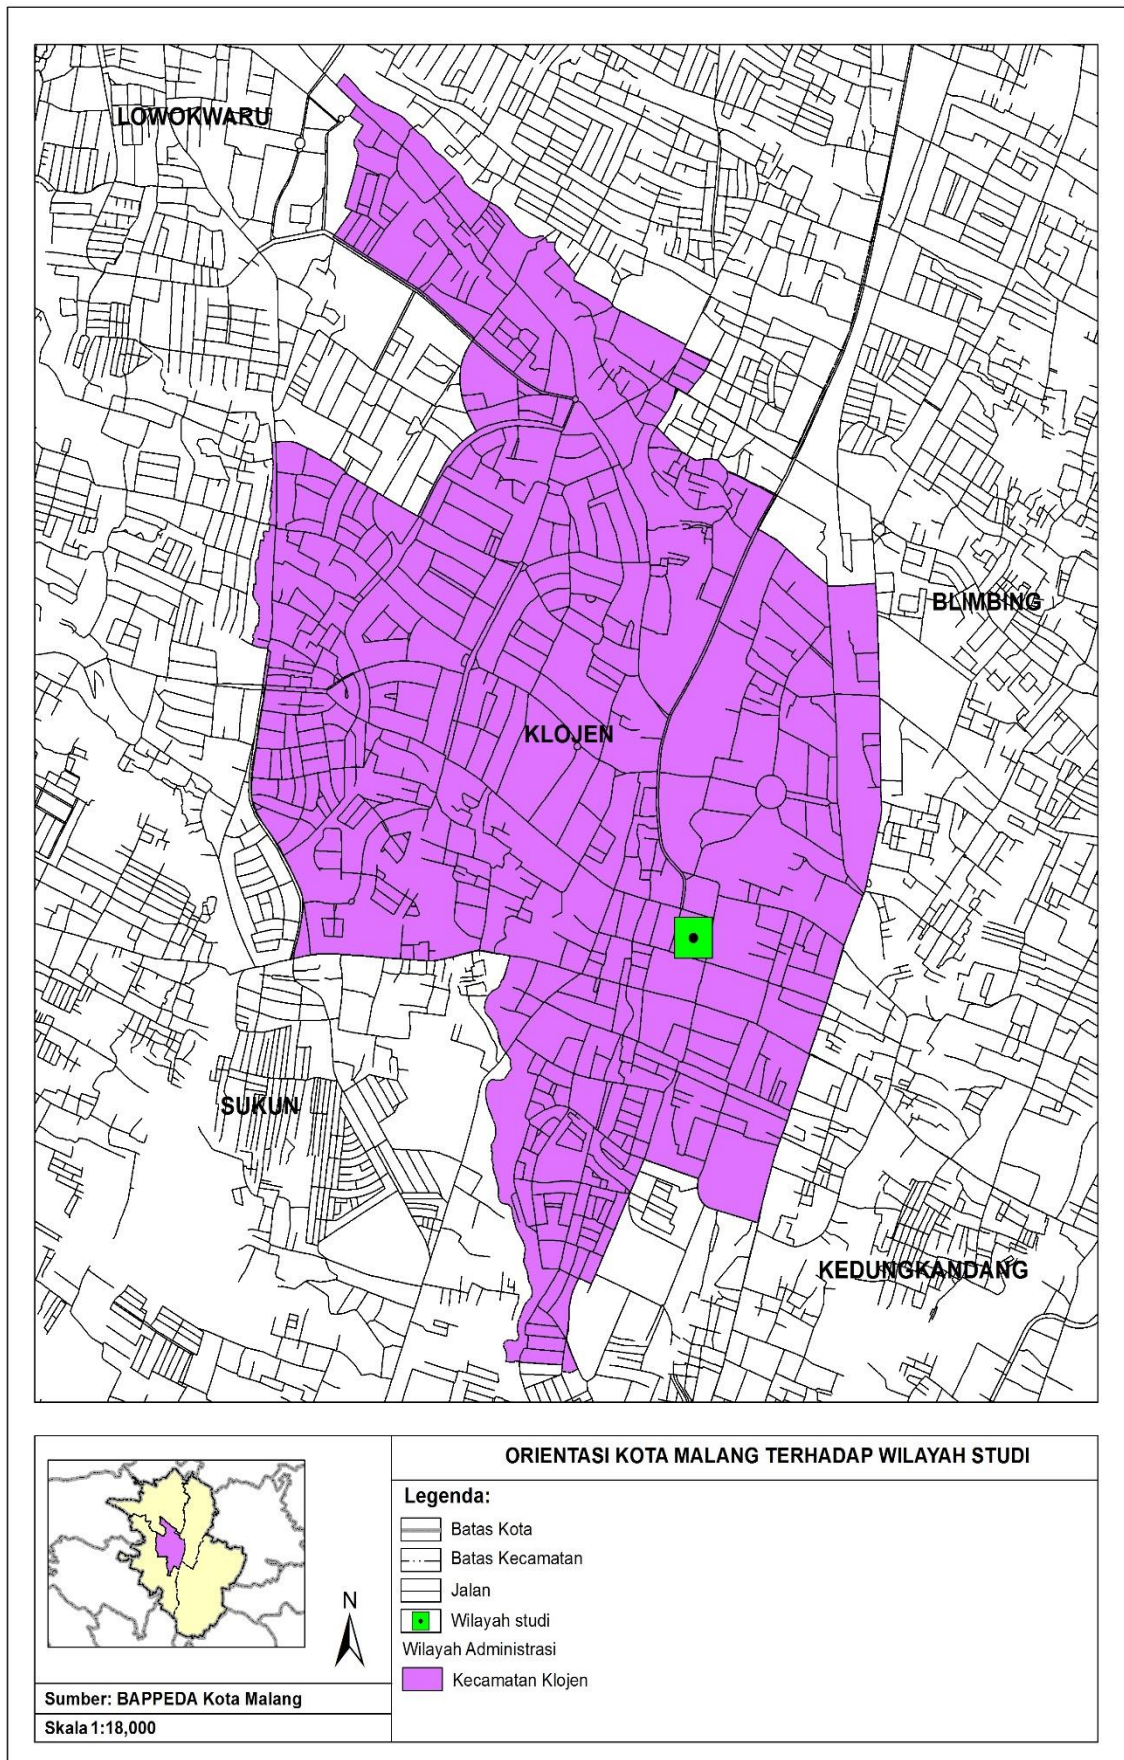 LOWOKWARU
BLIMBING
KLOJEN
SUKUN
KEDUNGKANDANG
ORIENTASI KOTA MALANG TERHADAP WILAYAH STUDI
Legenda:
Batas Kota
Batas Kecamatan
Jalan
Wilayah studi
Wilayah Administrasi
Kecamatan Klojen
N
Sumber: BAPPEDA Kota Malang
Skala 1:18,000